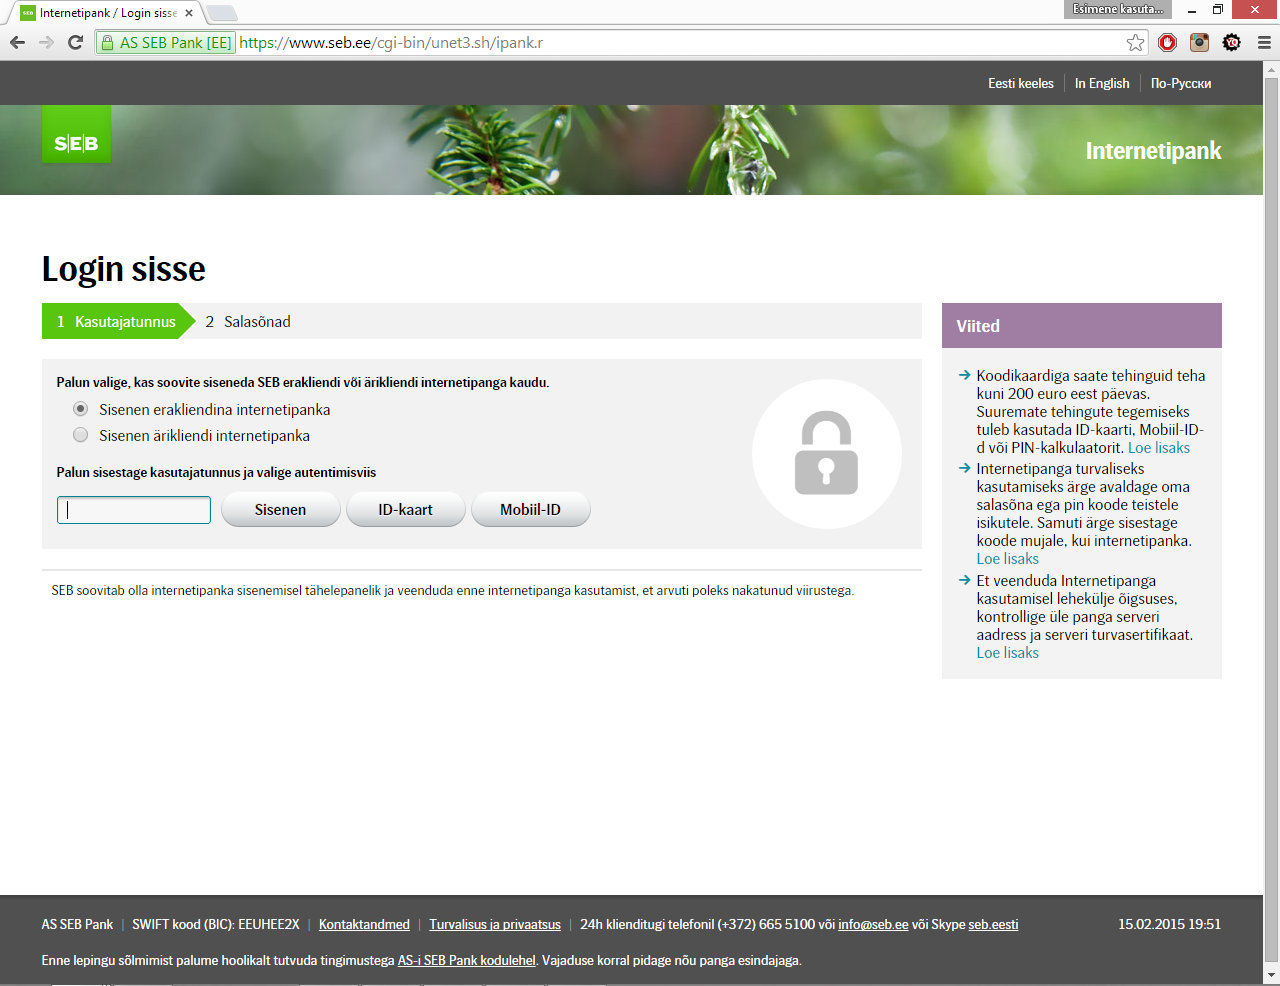 Internetipank / Login sisse
Esimene kasuta...
AS SEB Pank [EE]
https://www.seb.ee/cgi-bin/unet3.sh/ipank.r
Eesti keeles
In English
По-Русски
SEB
Internetipank
Login sisse
1 Kasutajatunnus
2 Salasõnad
Palun valige, kas soovite siseneda SEB erakliendi või ärikliendi internetipanga kaudu.
Sisenen erakliendina internetipanka
Sisenen ärikliendi internetipanka
Palun sisestage kasutajatunnus ja valige autentimisviis
Sisenen
ID-kaart
Mobiil-ID
SEB soovitab olla internetipanka sisenemisel tähelepanelik ja veenduda enne internetipanga kasutamist, et arvuti poleks nakatunud viirustega.
Viited
Koodikaardiga saate tehinguid teha
kuni 200 euro eest päevas.
Suuremate tehingute tegemiseks
tuleb kasutada ID-kaarti, Mobiil-ID-
d või PIN-kalkulaatorit. Loe lisaks
Internetipanga turvaliseks
kasutamiseks ärge avaldage oma
salasõna ega pin koode teistele
isikutele. Samuti ärge sisestage
koode mujale, kui internetipanka.
Loe lisaks
Et veenduda Internetipanga
kasutamisel lehekülje õigsuses,
kontrollige üle panga serveri
aadress ja serveri turvasertifikaat.
Loe lisaks
AS SEB Pank | SWIFT kood (BIC): EEUHEE2X | Kontaktandmed | Turvalisus ja privaatsus | 24h klienditugi telefonil (+372) 665 5100 või info@seb.ee või Skype seb.eesti
15.02.2015 19:51
Enne lepingu sõlmimist palume hoolikalt tutvuda tingimustega AS-i SEB Pank kodulehel. Vajaduse korral pidage nõu panga esindajaga.